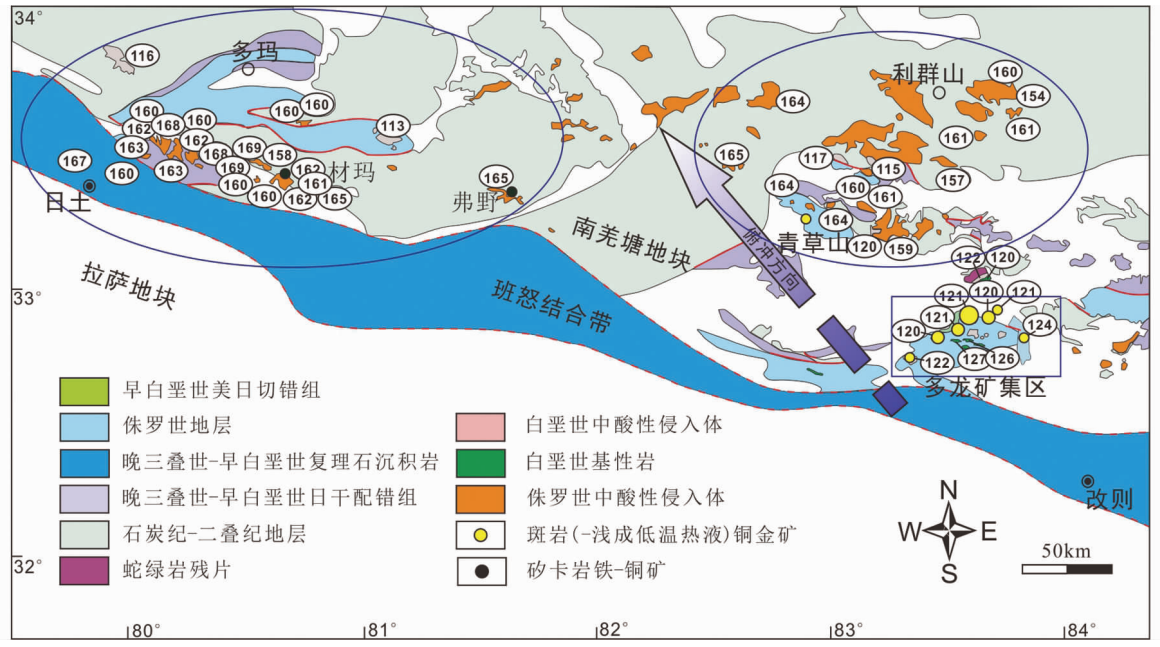 34°
116
多玛
利群山
160
164
154
161
160
160
160
162
168
160
113
161
163
162
168
169
158
162
材玛
165
117
115
157
167
160
163
169
161
165
弗野
164
160
161
日土
160
160
162
165
164
南羌塘地块
青草山
120
159
俯冲方向
122
120
拉萨地块
33°
班怒结合带
121
120
121
121
120
124
122
127
126
多龙矿集区
早白垩世美日切错组
侏罗世地层
白垩世中酸性侵入体
晚三叠世-早白垩世复理石沉积岩
白垩世基性岩
晚三叠世-早白垩世日干配错组
侏罗世中酸性侵入体
改则
石炭纪-二叠纪地层
斑岩(-浅成低温热液)铜金矿
蛇绿岩残片
矽卡岩铁-铜矿
N
W
E
S
50km
32°
80°
81°
82°
83°
84°